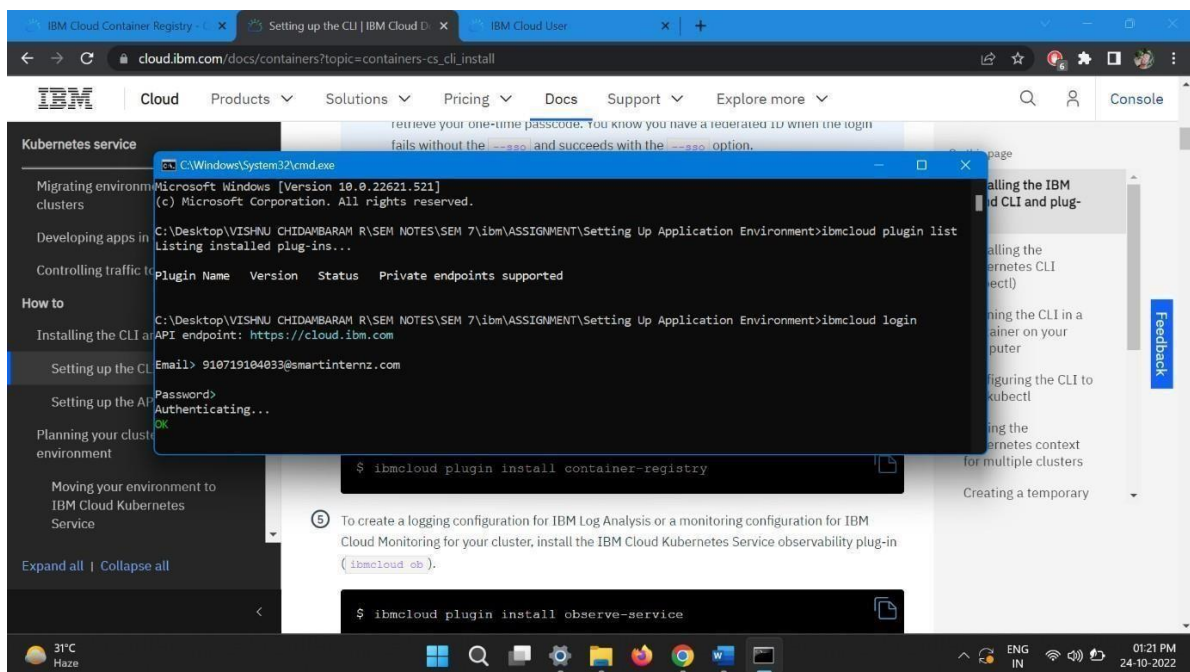 IBM Cloud Container Registry - C
Setting up the CLI | IBM Cloud D
IBM Cloud User
cloud.ibm.com/docs/containers?topic=containers-cs_cli_install
6
IBM Cloud Products Solutions Pricing Docs Support Explore more Console
retrieve your one-time passcode. You know you have a federated ID when the login
fails without the --sso and succeeds with the --sso option.
Kubernetes service
Migrating environm
clusters
Developing apps in
Controlling traffic to
How to
Installing the CLI an
Setting up the CL
Setting up the AP
Planning your cluste
environment
Moving your environment to
IBM Cloud Kubernetes
Service
Expand all | Collapse all
C:\Windows\System32\cmd.exe
Microsoft Windows [Version 10.0.22621.521]
(c) Microsoft Corporation. All rights reserved.
C:\Desktop\VISHNU CHIDAMBARAM R\SEM NOTES\SEM 7\ibm\ASSIGNMENT\Setting Up Application Environment>ibmcloud plugin list
Listing installed plug-ins...
Plugin Name Version Status Private endpoints supported
C:\Desktop\VISHNU CHIDAMBARAM R\SEM NOTES\SEM 7\ibm\ASSIGNMENT\Setting Up Application Environment>ibmcloud login
API endpoint: https://cloud.ibm.com
Email> 910719104033@smartinternz.com
Password>
Authenticating...
OK
$ ibmcloud plugin install container-registry
5 To create a logging configuration for IBM Log Analysis or a monitoring configuration for IBM
Cloud Monitoring for your cluster, install the IBM Cloud Kubernetes Service observability plug-in
( ibmcloud ob ).
$ ibmcloud plugin install observe-service
page
alling the IBM
d CLI and plug-
alling the
ernetes CLI
ectl)
ning the CLI in a
ainer on your
puter
figuring the CLI to
kubectl
ing the
ernetes context
for multiple clusters
Creating a temporary
Feedback
31°C
Haze
ENG
IN
01:21 PM
24-10-2022